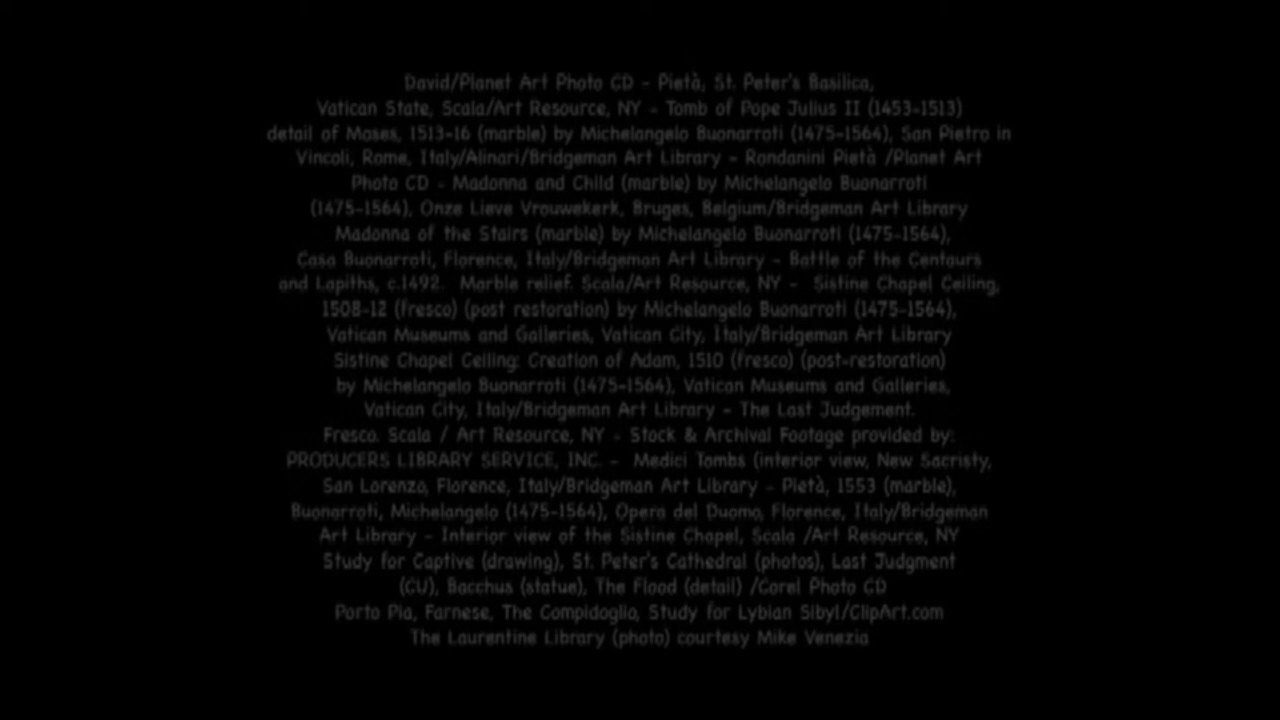 David/Planet Art Photo CD - Pietà, St. Peter's Basilica,
Vatican State, Scala/Art Resource, NY - Tomb of Pope Julius II (1453-1513)
detail of Moses, 1513-16 (marble) by Michelangelo Buonarroti (1475-1564), San Pietro in
Vincoli, Rome, Italy/Alinari/Bridgeman Art Library - Rondanini Pietà /Planet Art
Photo CD - Madonna and Child (marble) by Michelangelo Buonarroti
(1475-1564), Onze Lieve Vrouwekerk, Bruges, Belgium/Bridgeman Art Library
Madonna of the Stairs (marble) by Michelangelo Buonarroti (1475-1564),
Casa Buonarroti, Florence, Italy/Bridgeman Art Library - Battle of the Centaurs
and Lapiths, c.1492.  Marble relief. Scala/Art Resource, NY -  Sistine Chapel Ceiling,
1508-12 (fresco) (post restoration) by Michelangelo Buonarroti (1475-1564),
Vatican Museums and Galleries, Vatican City, Italy/Bridgeman Art Library
Sistine Chapel Ceiling: Creation of Adam, 1510 (fresco) (post-restoration)
by Michelangelo Buonarroti (1475-1564), Vatican Museums and Galleries,
Vatican City, Italy/Bridgeman Art Library - The Last Judgement.
Fresco. Scala / Art Resource, NY - Stock & Archival Footage provided by:
PRODUCERS LIBRARY SERVICE, INC. -  Medici Tombs (interior view, New Sacristy,
San Lorenzo, Florence, Italy/Bridgeman Art Library - Pietà, 1553 (marble),
Buonarroti, Michelangelo (1475-1564), Opera del Duomo, Florence, Italy/Bridgeman
Art Library - Interior view of the Sistine Chapel, Scala /Art Resource, NY
Study for Captive (drawing), St. Peter's Cathedral (photos), Last Judgment
(CU), Bacchus (statue), The Flood (detail) /Corel Photo CD
Porto Pia, Farnese, The Compidoglio, Study for Lybian Sibyl/ClipArt.com
The Laurentine Library (photo) courtesy Mike Venezia